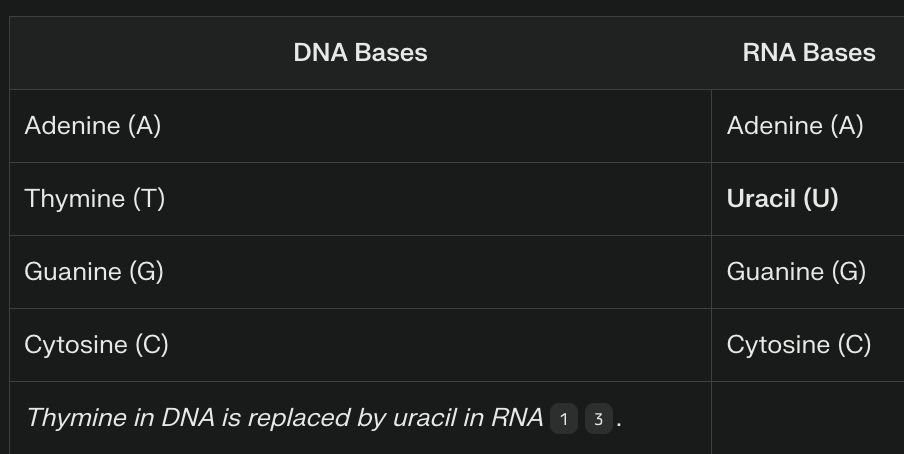 DNA Bases RNA Bases
Adenine (A) Adenine (A)
Thymine (T) Uracil (U)
Guanine (G) Guanine (G)
Cytosine (C) Cytosine (C)
Thymine in DNA is replaced by uracil in RNA 1 3 .